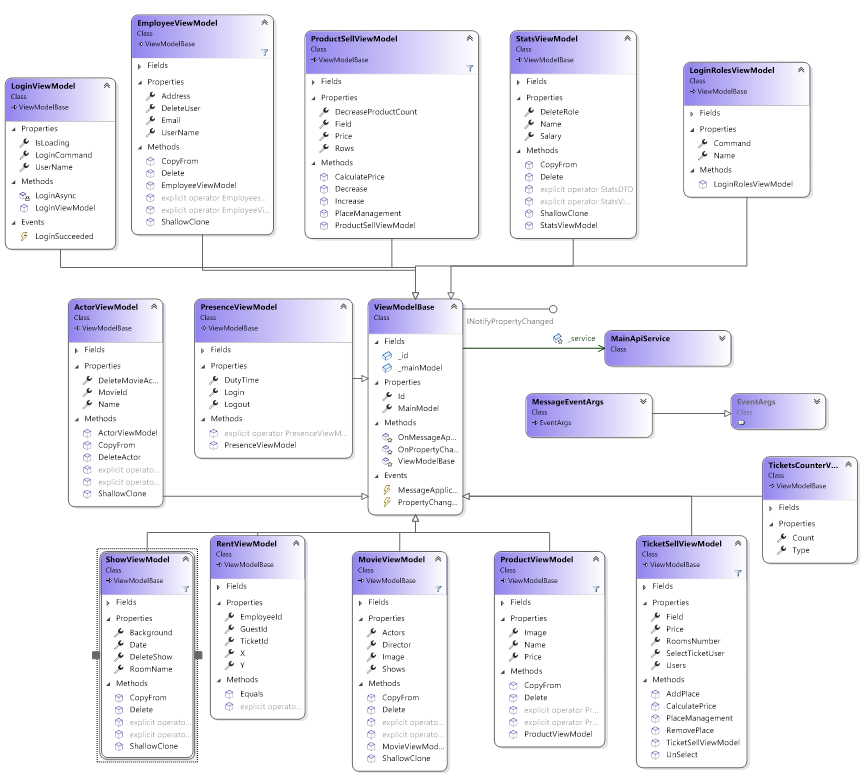 EmployeeViewModel
Class
ViewModelBase
Fields
Properties
Address
DeleteUser
Email
UserName
Methods
CopyFrom
Delete
EmployeeViewModel
explicit operator Employees...
explicit operator EmployeeVi...
ShallowClone
ProductSellViewModel
Class
ViewModelBase
Fields
Properties
DecreaseProductCount
Field
Price
Rows
Methods
CalculatePrice
Decrease
Increase
PlaceManagement
ProductSellViewModel
StatsViewModel
Class
ViewModelBase
Fields
Properties
DeleteRole
Name
Salary
Methods
CopyFrom
Delete
explicit operator StatsDTO
explicit operator StatsVi...
ShallowClone
StatsViewModel
LoginRolesViewModel
Class
ViewModelBase
Fields
Properties
Command
Name
Methods
LoginRolesViewModel
LoginViewModel
Class
ViewModelBase
Properties
IsLoading
LoginCommand
UserName
Methods
LoginAsync
LoginViewModel
Events
LoginSucceeded
ActorViewModel
Class
ViewModelBase
Fields
Properties
DeleteMovieAc...
MovieId
Name
Methods
ActorViewModel
CopyFrom
DeleteActor
explicit operato...
explicit operato...
ShallowClone
PresenceViewModel
Class
ViewModelBase
Fields
Properties
DutyTime
Login
Logout
Methods
explicit operator PresenceViewM...
PresenceViewModel
ViewModelBase
Class
Fields
_id
_mainModel
Properties
Id
MainModel
Methods
OnMessageAp...
OnPropertyCha...
ViewModelBase
Events
MessageApplic...
PropertyChang...
INotifyPropertyChanged
_service
MainApiService
Class
MessageEventArgs
Class
EventArgs
EventArgs
Class
TicketsCounterV...
Class
ViewModelBase
Fields
Properties
Count
Type
ShowViewModel
Class
ViewModelBase
Fields
Properties
Background
Date
DeleteShow
RoomName
Methods
CopyFrom
Delete
explicit operato...
explicit operato...
ShallowClone
RentViewModel
Class
ViewModelBase
Fields
Properties
EmployeeId
GuestId
TicketId
X
Y
Methods
Equals
explicit operato...
MovieViewModel
Class
ViewModelBase
Fields
Properties
Actors
Director
Image
Shows
Methods
CopyFrom
Delete
explicit operato...
explicit operato...
MovieViewMod...
ShallowClone
ProductViewModel
Class
ViewModelBase
Fields
Properties
Image
Name
Price
Methods
CopyFrom
Delete
explicit operator Pr...
explicit operator Pr...
ProductViewModel
TicketSellViewModel
Class
ViewModelBase
Fields
Properties
Field
Price
RoomsNumber
SelectTicketUser
Users
Methods
AddPlace
CalculatePrice
PlaceManagement
RemovePlace
TicketSellViewModel
UnSelect